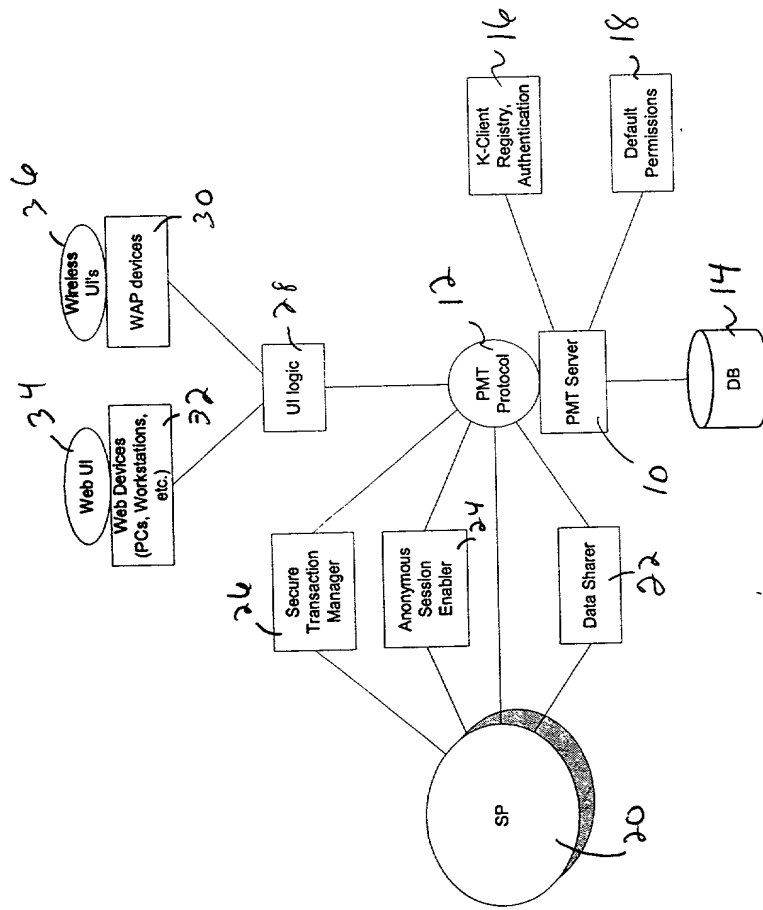 Web UI
34
Web Devices
(PCs, Workstations,
etc.)
32
Wireless
UI's
36
WAP devices
30
UI logic
28
26
Secure
Transaction
Manager
Anonymous
Session
Enabler
24
Data Sharer
22
SP
20
PMT
Protocol
12
PMT Server
10
K-Client
Registry,
Authentication
16
Default
Permissions
18
DB
14